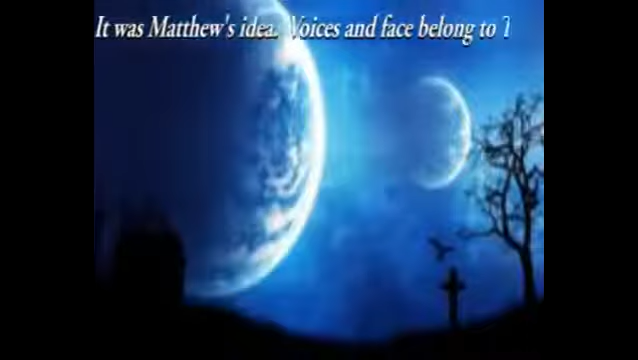 It was Matthew's idea. Voices and face belong to